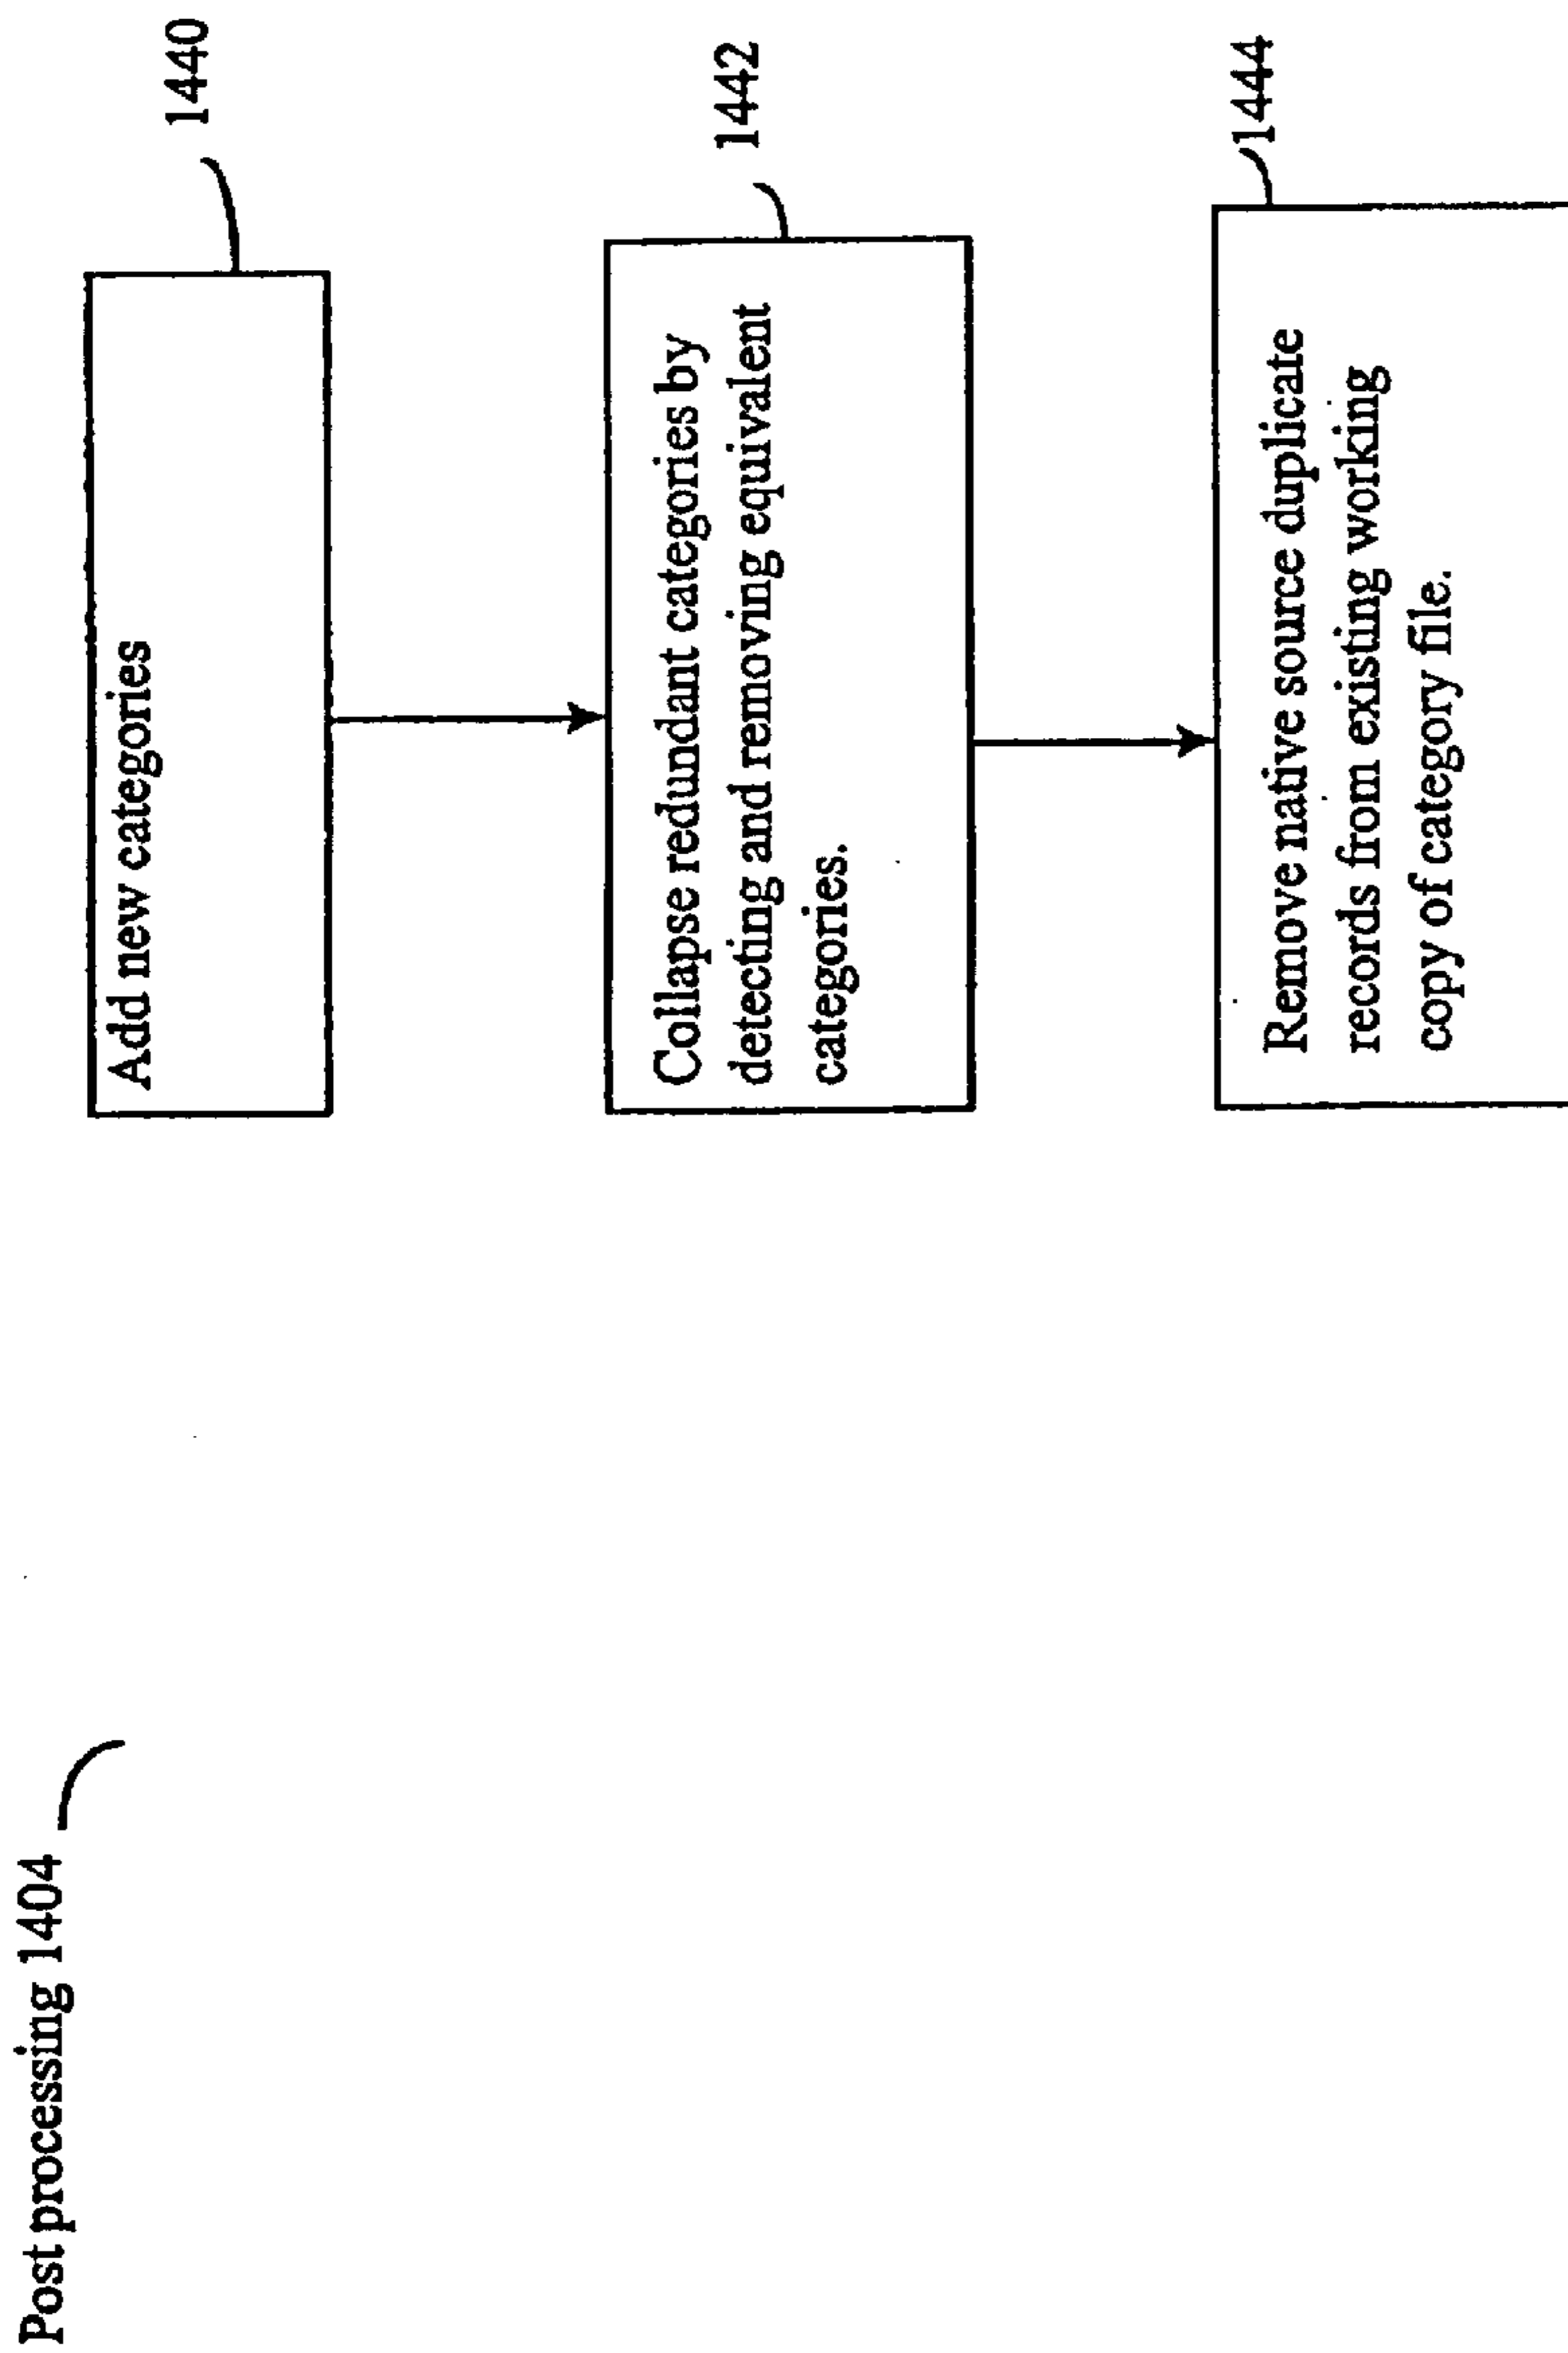 Post processing 1404
Add new categories
1440
Collapse redundant categories by
detecting and removing equivalent
categories.
1442
Remove native source duplicate
records from existing working
copy of category file.
1444